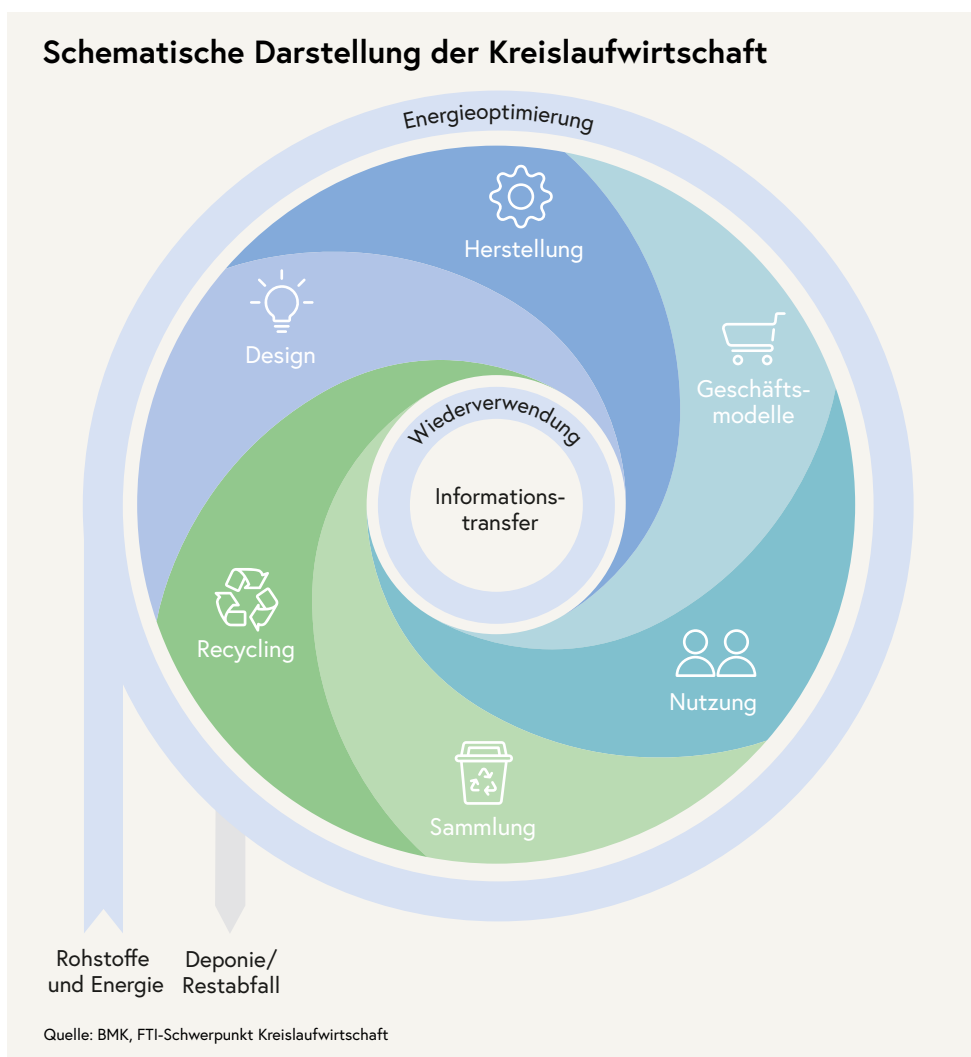 Schematische Darstellung der Kreislaufwirtschaft
Energieoptimierung
Herstellung
Design
Geschäfts-
modelle
Wiederverwendung
Informations-
transfer
Recycling
Nutzung
Sammlung
Rohstoffe
und Energie
Deponie/
Restabfall
Quelle: BMK, FTI-Schwerpunkt Kreislaufwirtschaft